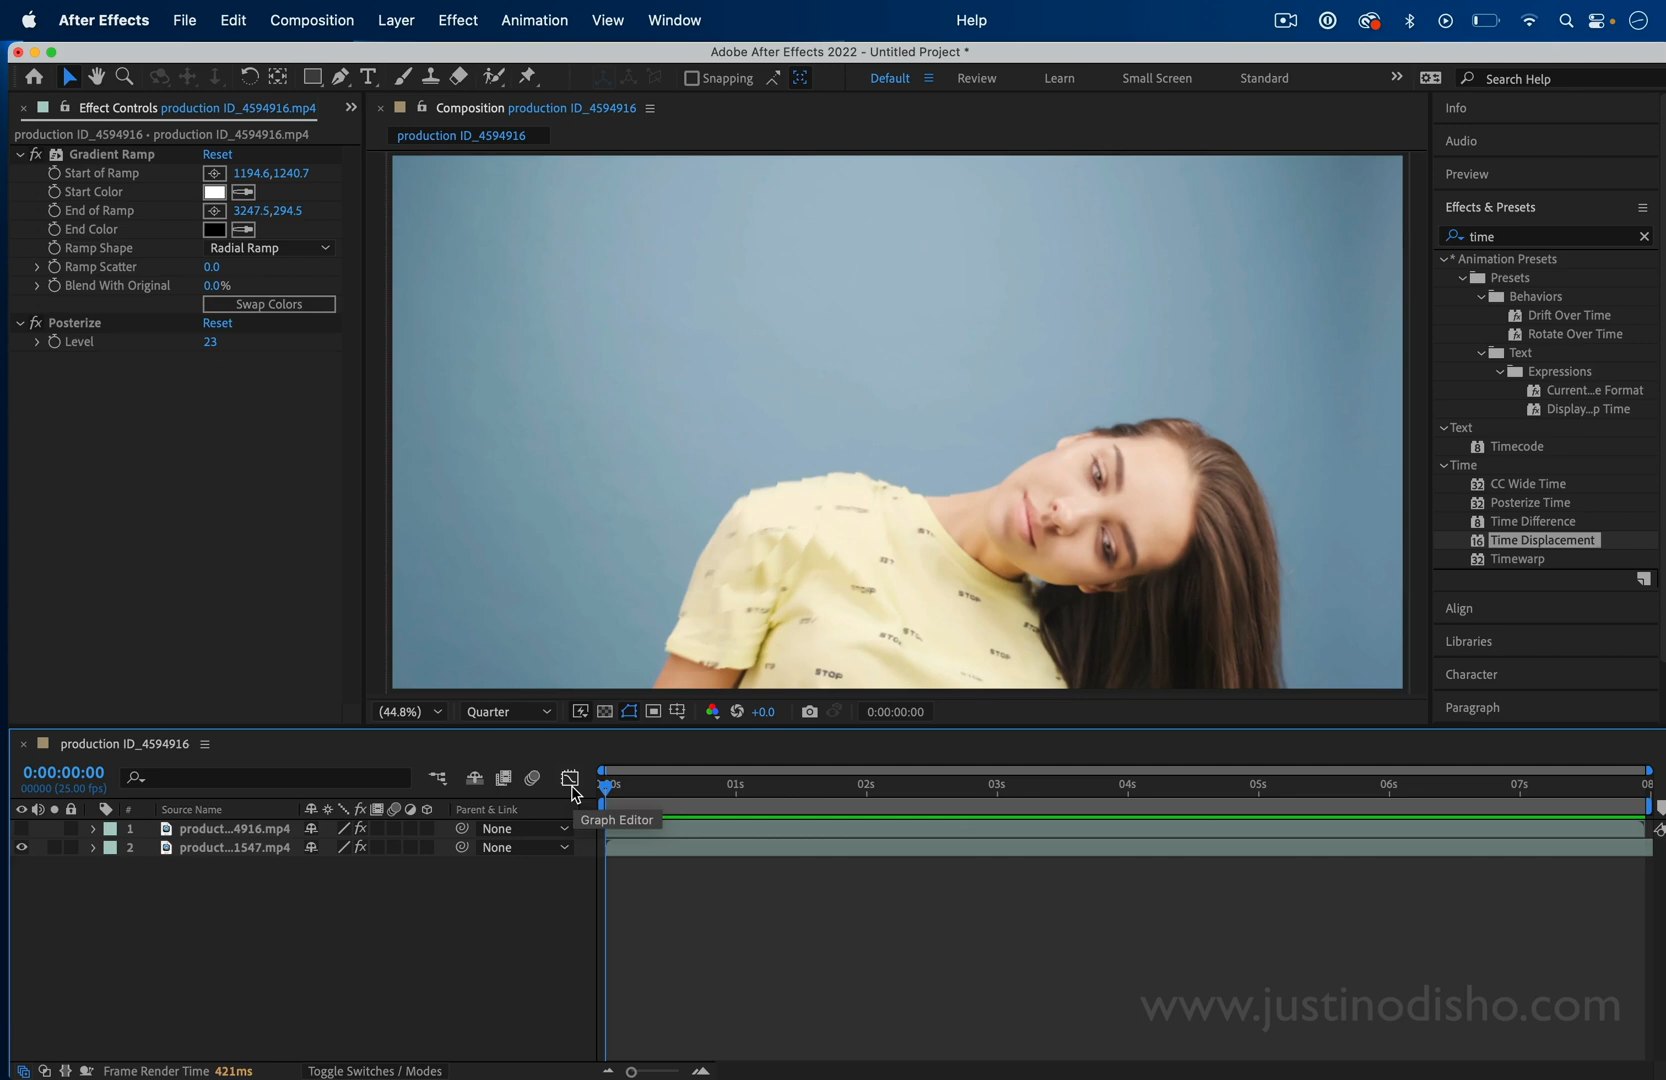 After Effects File Edit Composition Layer Effect Animation View Window Help
Adobe After Effects 2022 - Untitled Project *
Snapping Default Review Learn Small Screen Standard Search Help
Effect Controls production ID_4594916.mp4
Composition production ID_4594916
production ID_4594916 • production ID_4594916.mp4
production ID_4594916
Gradient Ramp Reset
Start of Ramp 1194.6,1240.7
Start Color
End of Ramp 3247.5,294.5
End Color
Ramp Shape Radial Ramp
Ramp Scatter 0.0
Blend With Original 0.0%
Swap Colors
Posterize Reset
Level 23
STOP
STOP
STOP
STOP
STOP
Info
Audio
Preview
Effects & Presets
time
* Animation Presets
Presets
Behaviors
Drift Over Time
Rotate Over Time
Text
Expressions
Current...e Format
Display...p Time
Text
Timecode
Time
CC Wide Time
Posterize Time
Time Difference
Time Displacement
Timewarp
Align
Libraries
Character
Paragraph
(44.8%) Quarter +0.0 0:00:00:00
production ID_4594916
0:00:00:00
00000 (25.00 fps)
01s 02s 03s 04s 05s 06s 07s 08
# Source Name Parent & Link
Graph Editor
1 product...4916.mp4 None
2 product...1547.mp4 None
www.justinodisho.com
Frame Render Time 421ms Toggle Switches / Modes